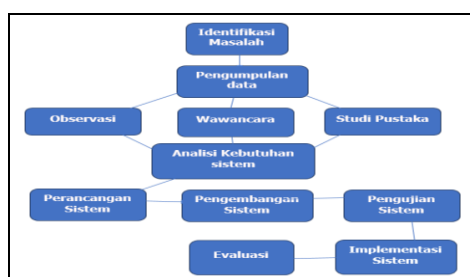 Identifikasi
Masalah
Pengumpulan
data
Observasi
Wawancara
Studi Pustaka
Analisi Kebutuhan
sistem
Perancangan
Sistem
Pengembangan
Sistem
Pengujian
Sistem
Evaluasi
Implementasi
Sistem